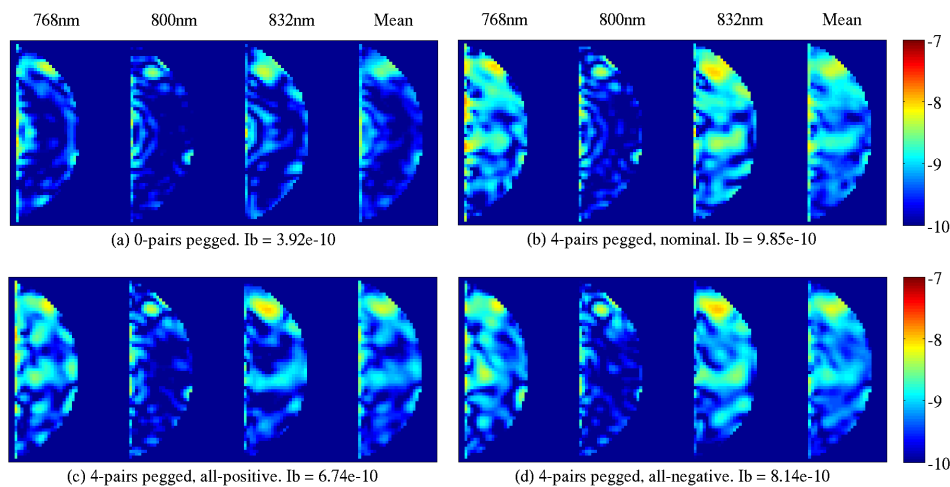 768nm 800nm 832nm Mean 768nm 800nm 832nm Mean
-7
-8
-9
-10
(a) 0-pairs pegged. Ib = 3.92e-10 (b) 4-pairs pegged, nominal. Ib = 9.85e-10
-7
-8
-9
-10
(c) 4-pairs pegged, all-positive. Ib = 6.74e-10 (d) 4-pairs pegged, all-negative. Ib = 8.14e-10